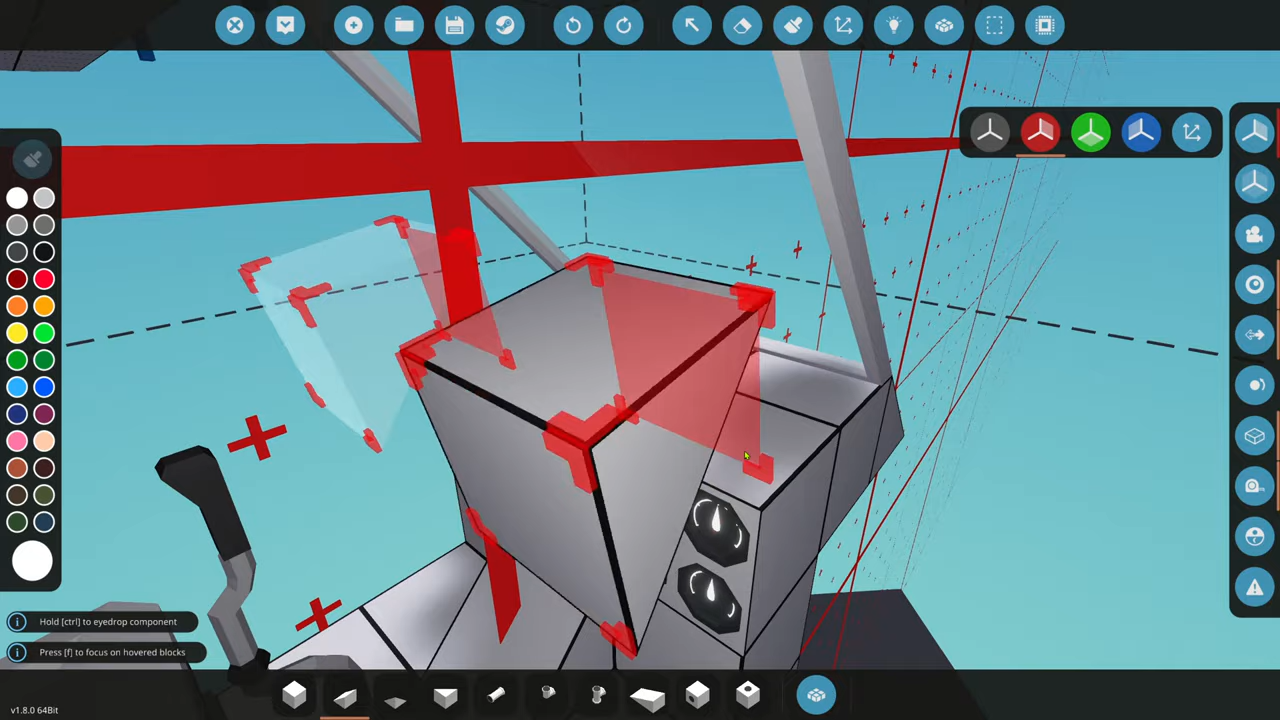 Hold [ctrl] to eyedrop component
Press [f] to focus on hovered blocks
v1.8.0 64Bit